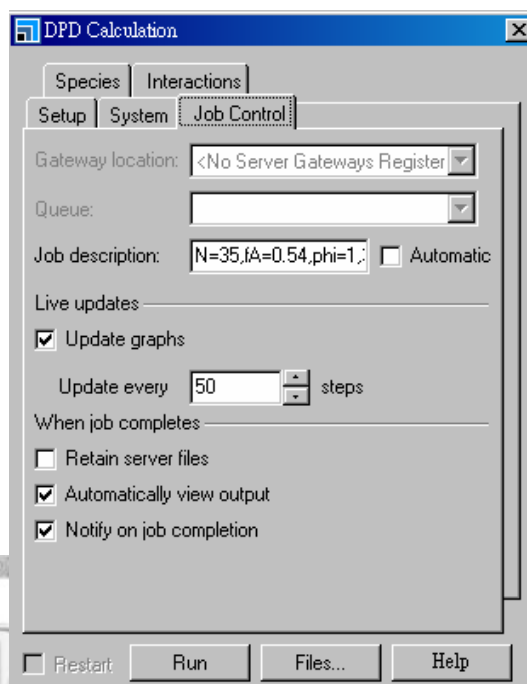 DPD Calculation
Species Interactions
Setup System Job Control
Gateway location: <No Server Gateways Register
Queue:
Job description: N=35,fA=0.54,phi=1, Automatic
Live updates
Update graphs
Update every 50 steps
When job completes
Retain server files
Automatically view output
Notify on job completion
Restart Run Files... Help